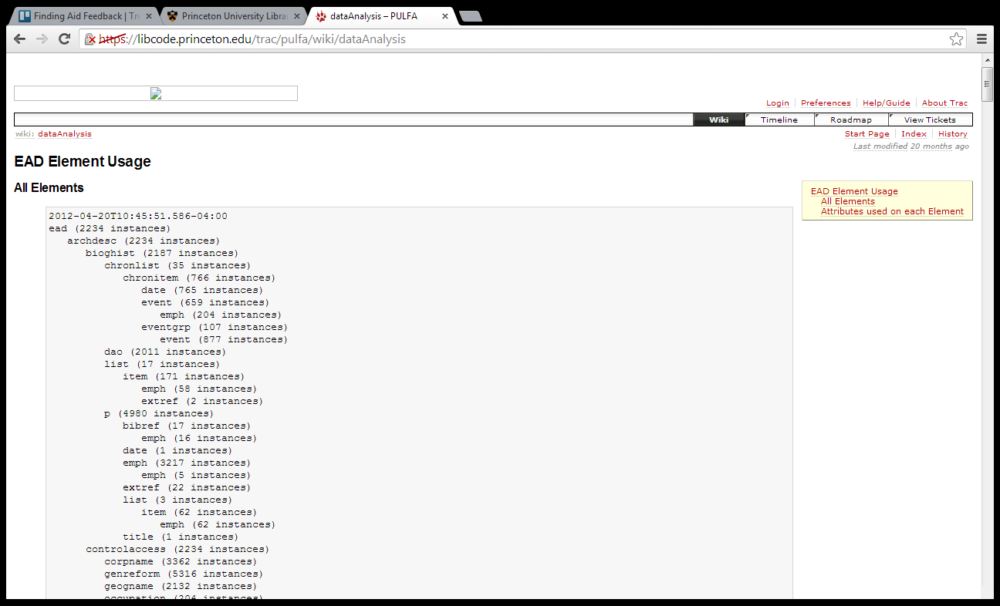 Finding Aid Feedback | Tre
Princeton University Libra
dataAnalysis – PULFA
https://libcode.princeton.edu/trac/pulfa/wiki/dataAnalysis
Login Preferences Help/Guide About Trac
Wiki Timeline Roadmap View Tickets
wiki: dataAnalysis
Start Page Index History
Last modified 20 months ago
EAD Element Usage
All Elements
EAD Element Usage
All Elements
Attributes used on each Element
2012-04-20T10:45:51.586-04:00
ead (2234 instances)
archdesc (2234 instances)
bioghist (2187 instances)
chronlist (35 instances)
chronitem (766 instances)
date (765 instances)
event (659 instances)
emph (204 instances)
eventgrp (107 instances)
event (877 instances)
dao (2011 instances)
list (17 instances)
item (171 instances)
emph (58 instances)
extref (2 instances)
p (4980 instances)
bibref (17 instances)
emph (16 instances)
date (1 instances)
emph (3217 instances)
emph (5 instances)
extref (22 instances)
list (3 instances)
item (62 instances)
emph (62 instances)
title (1 instances)
controlaccess (2234 instances)
corpname (3362 instances)
genreform (5316 instances)
geogname (2132 instances)
occupation (204 instances)